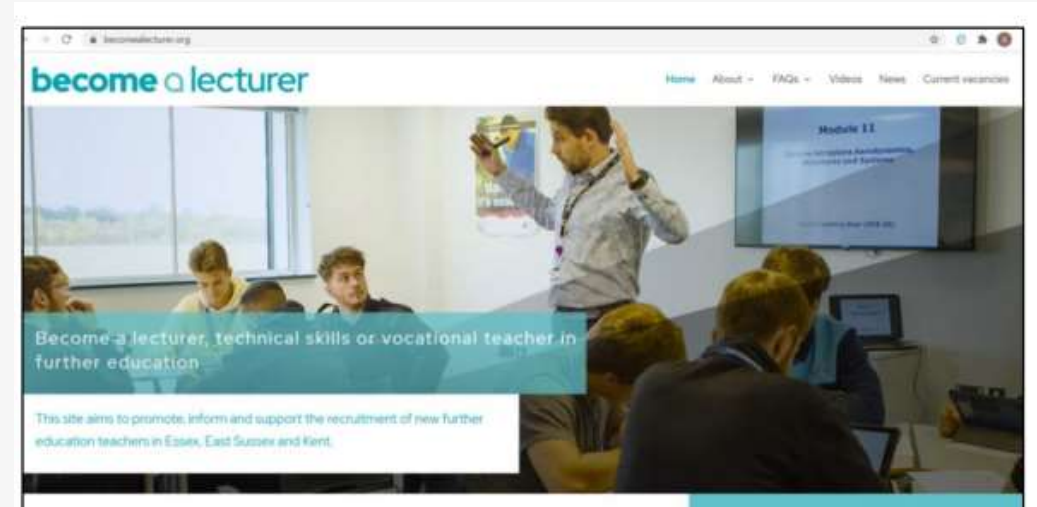 becomealecturer.org
become a lecturer
Home About FAQs Videos News Current vacancies
Module 11
Become a lecturer, technical skills or vocational teacher in
further education
This site aims to promote, inform and support the recruitment of new further
education teachers in Essex, East Sussex and Kent.